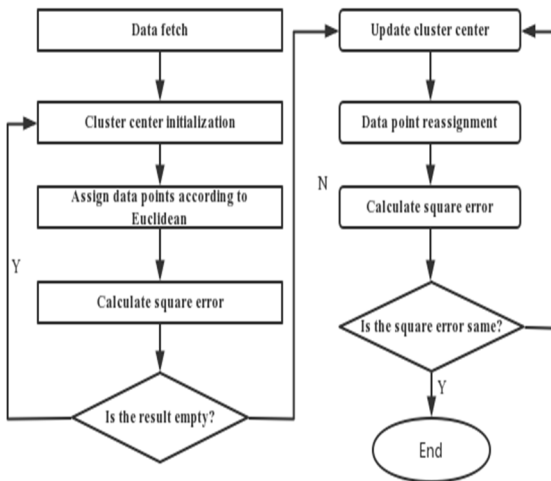 Data fetch
Cluster center initialization
Assign data points according to
Euclidean
Calculate square error
Is the result empty?
Y
N
Update cluster center
Data point reassignment
Calculate square error
Is the square error same?
Y
End